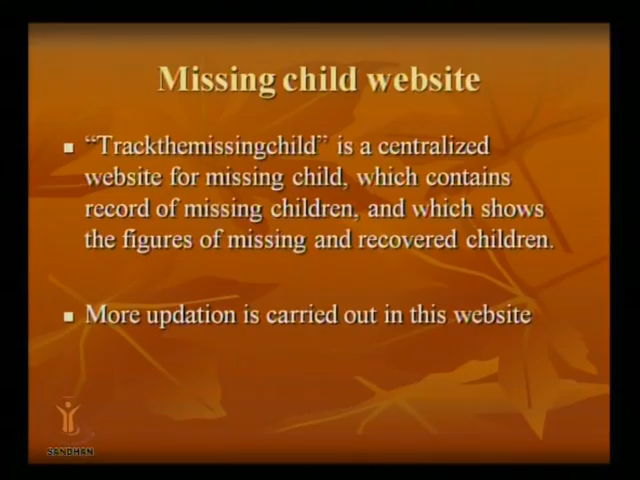 Missing child website
▪ “Trackthemissingchild” is a centralized
website for missing child, which contains
record of missing children, and which shows
the figures of missing and recovered children.
▪ More updation is carried out in this website
SANDHAN